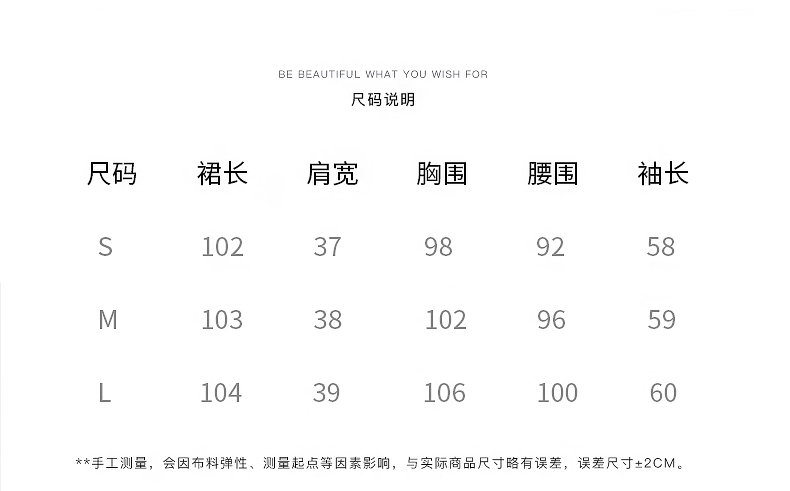 BE BEAUTIFUL WHAT YOU WISH FOR
尺码说明
尺码 裙长 肩宽 胸围 腰围 袖长
S 102 37 98 92 58
M 103 38 102 96 59
L 104 39 106 100 60
**手工测量，会因布料弹性、测量起点等因素影响，与实际商品尺寸略有误差，误差尺寸±2CM。